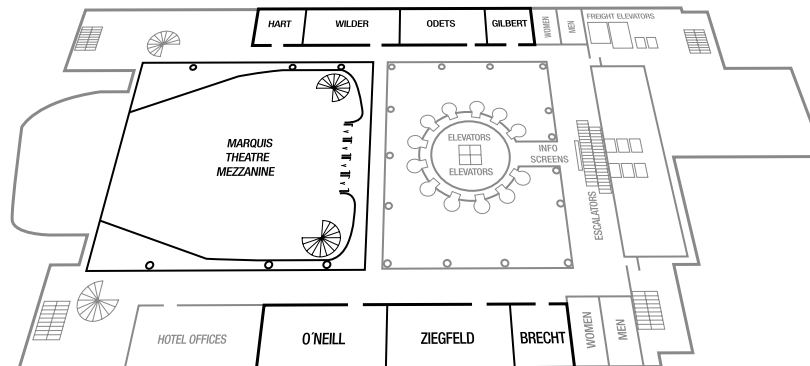 HART
WILDER
ODETS
GILBERT
WOMEN
MEN
FREIGHT ELEVATORS
MARQUIS
THEATRE
MEZZANINE
ELEVATORS
ELEVATORS
INFO
SCREENS
ESCALATORS
HOTEL OFFICES
O´NEILL
ZIEGFELD
BRECHT
WOMEN
MEN